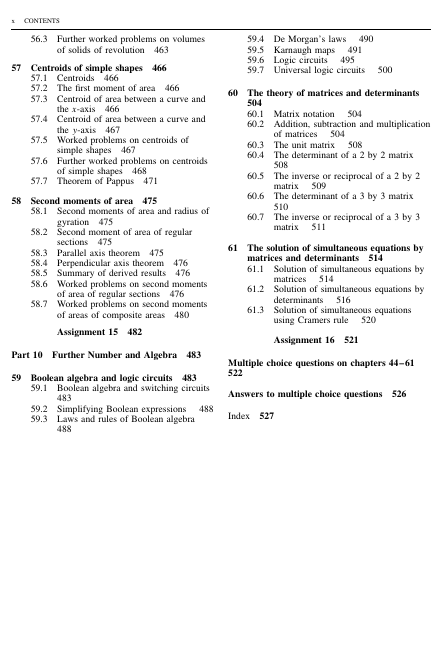 x CONTENTS
56.3 Further worked problems on volumes
of solids of revolution 463
57 Centroids of simple shapes 466
57.1 Centroids 466
57.2 The first moment of area 466
57.3 Centroid of area between a curve and
the x-axis 466
57.4 Centroid of area between a curve and
the y-axis 467
57.5 Worked problems on centroids of
simple shapes 467
57.6 Further worked problems on centroids
of simple shapes 468
57.7 Theorem of Pappus 471
58 Second moments of area 475
58.1 Second moments of area and radius of
gyration 475
58.2 Second moment of area of regular
sections 475
58.3 Parallel axis theorem 475
58.4 Perpendicular axis theorem 476
58.5 Summary of derived results 476
58.6 Worked problems on second moments
of area of regular sections 476
58.7 Worked problems on second moments
of areas of composite areas 480
Assignment 15 482
Part 10 Further Number and Algebra 483
59 Boolean algebra and logic circuits 483
59.1 Boolean algebra and switching circuits
483
59.2 Simplifying Boolean expressions 488
59.3 Laws and rules of Boolean algebra
488
59.4 De Morgan's laws 490
59.5 Karnaugh maps 491
59.6 Logic circuits 495
59.7 Universal logic circuits 500
60 The theory of matrices and determinants
504
60.1 Matrix notation 504
60.2 Addition, subtraction and multiplication
of matrices 504
60.3 The unit matrix 508
60.4 The determinant of a 2 by 2 matrix
508
60.5 The inverse or reciprocal of a 2 by 2
matrix 509
60.6 The determinant of a 3 by 3 matrix
510
60.7 The inverse or reciprocal of a 3 by 3
matrix 511
61 The solution of simultaneous equations by
matrices and determinants 514
61.1 Solution of simultaneous equations by
matrices 514
61.2 Solution of simultaneous equations by
determinants 516
61.3 Solution of simultaneous equations
using Cramers rule 520
Assignment 16 521
Multiple choice questions on chapters 44–61
522
Answers to multiple choice questions 526
Index 527